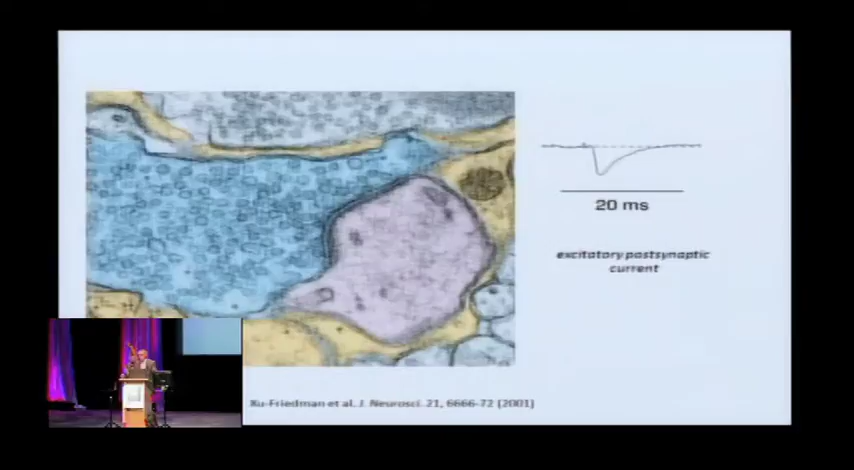 20 ms
excitatory postsynaptic
current
Xu-Friedman et al. J. Neurosci. 21, 6666-72 (2001)